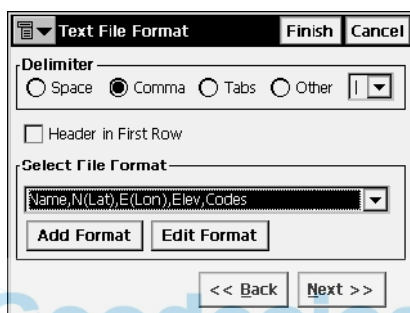 Text File Format Finish Cancel
Delimiter
Space Comma Tabs Other |
Header in First Row
Select File Format
Name,N(Lat),E(Lon),Elev,Codes
Add Format Edit Format
<< Back Next >>